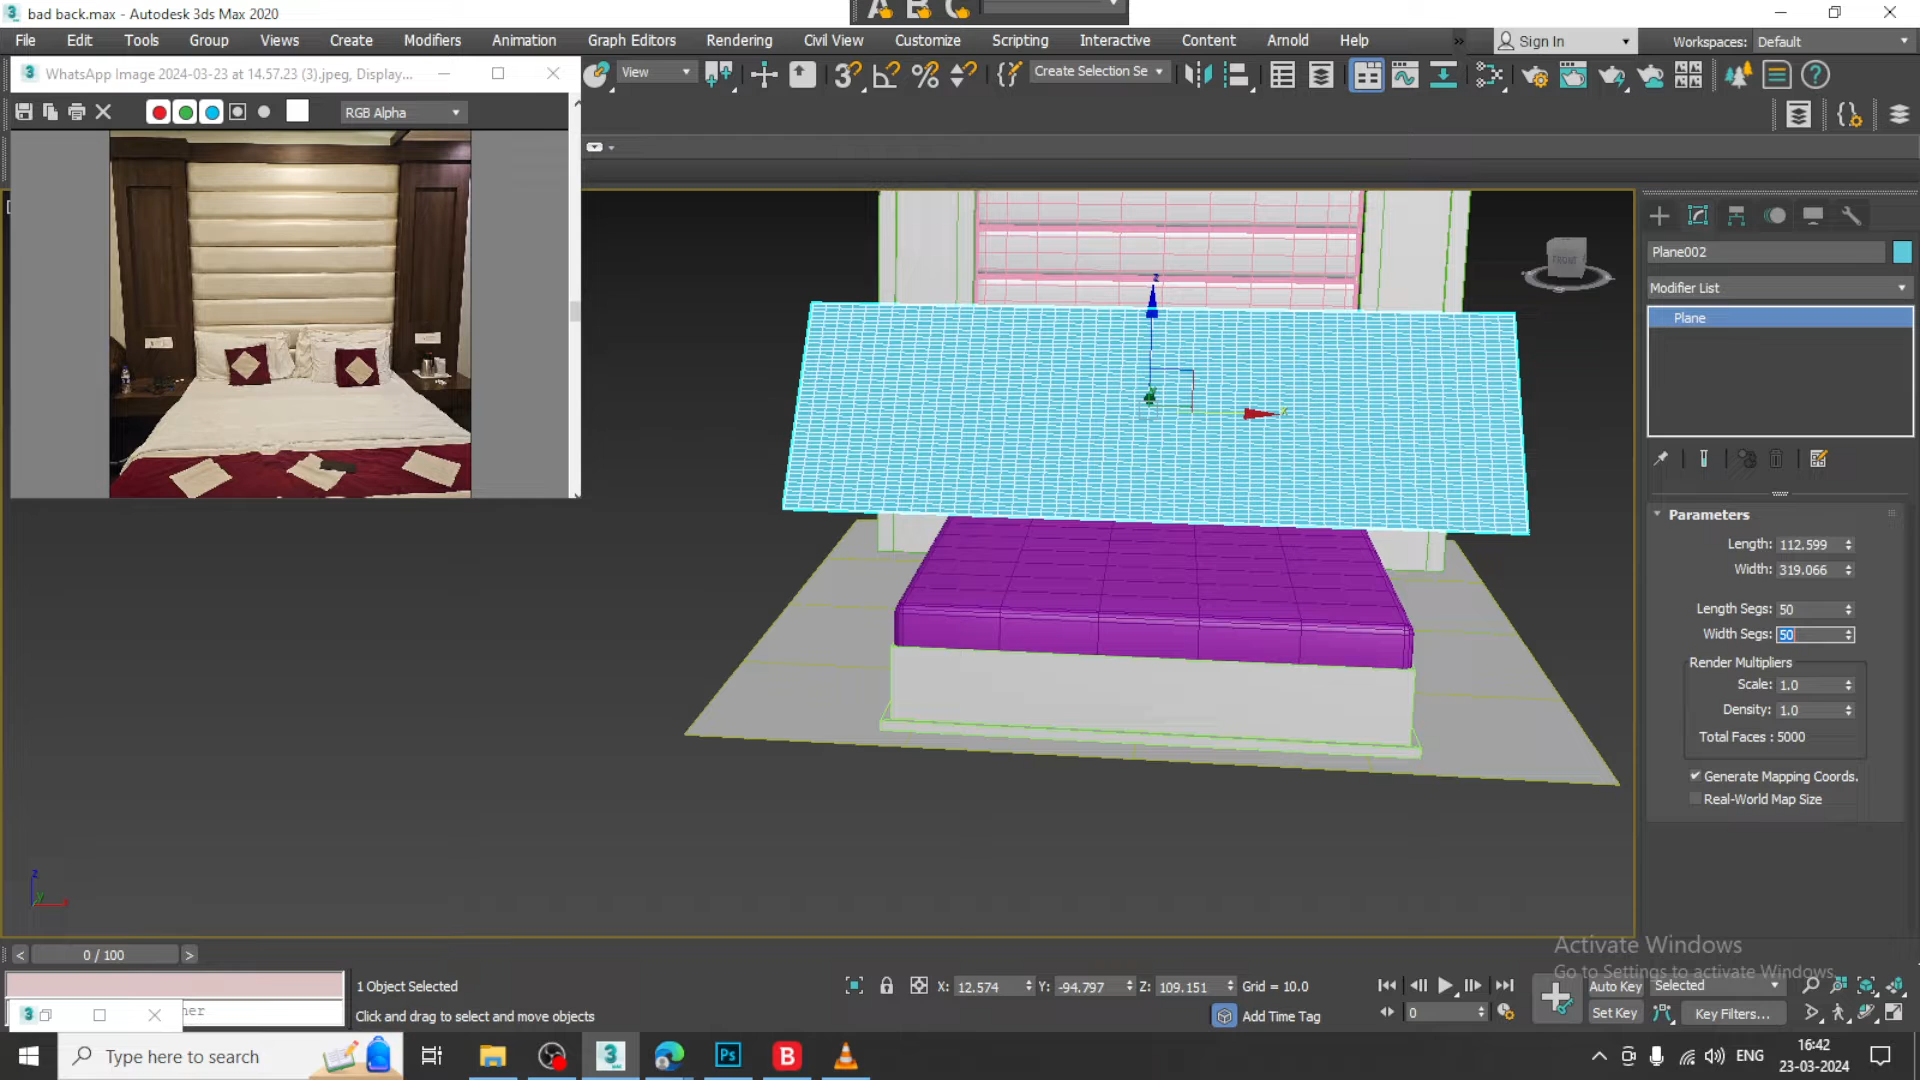 bad back.max - Autodesk 3ds Max 2020
File Edit Tools Group Views Create Modifiers Animation Graph Editors Rendering Civil View Customize Scripting Interactive Content Arnold Help
Sign In
Workspaces: Default
WhatsApp Image 2024-03-23 at 14.57.23 (3).jpeg, Display...
View
Create Selection Se
RGB Alpha
FRONT
Plane002
Modifier List
Plane
Parameters
Length: 112.599
Width: 319.066
Length Segs: 50
Width Segs: 50
Render Multipliers
Scale: 1.0
Density: 1.0
Total Faces : 5000
Generate Mapping Coords.
Real-World Map Size
z
x
z
y
x
0 / 100
Activate Windows
Go to Settings to activate Windows.
1 Object Selected
X: 12.574 Y: -94.797 Z: 109.151 Grid = 10.0
Auto Key Selected
ner
Click and drag to select and move objects
Add Time Tag
0
Set Key Key Filters...
Type here to search
Ps
B
ENG
16:42
23-03-2024